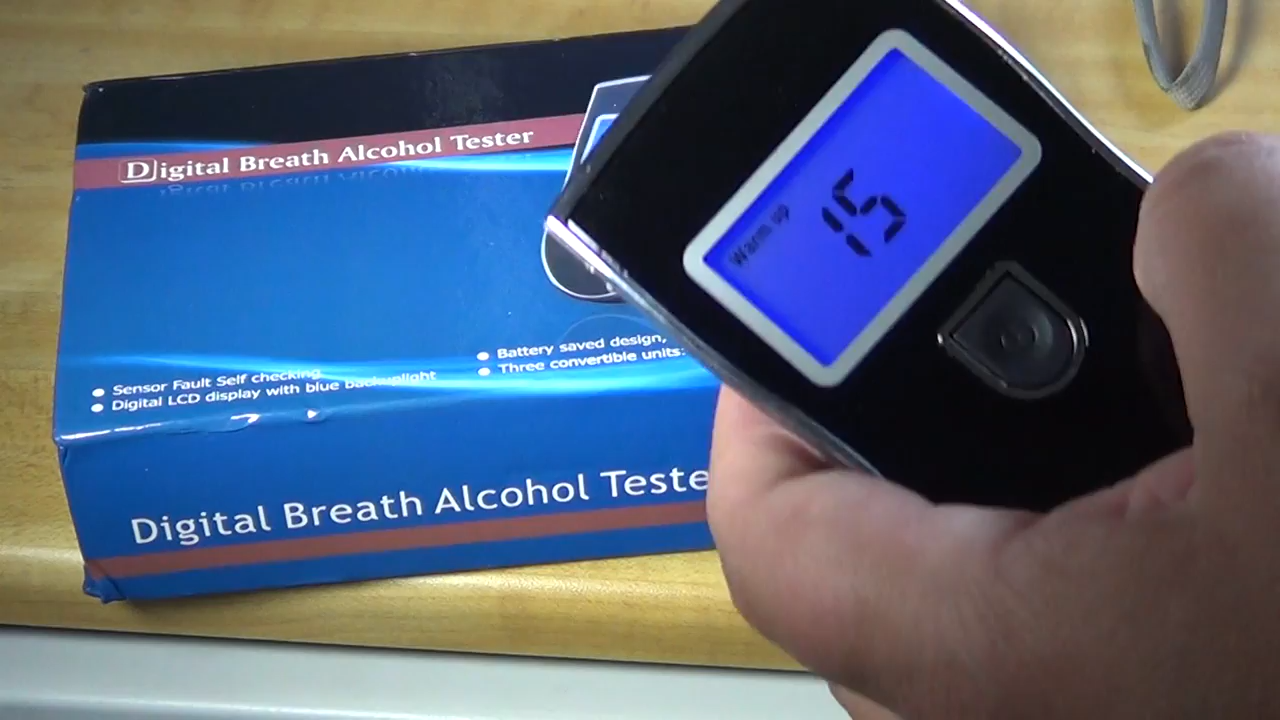 Digital Breath Alcohol Tester
Warm up
15
Battery saved design,
Three convertible units:
Sensor Fault Self checking
Digital LCD display with blue backuplight
Digital Breath Alcohol Teste